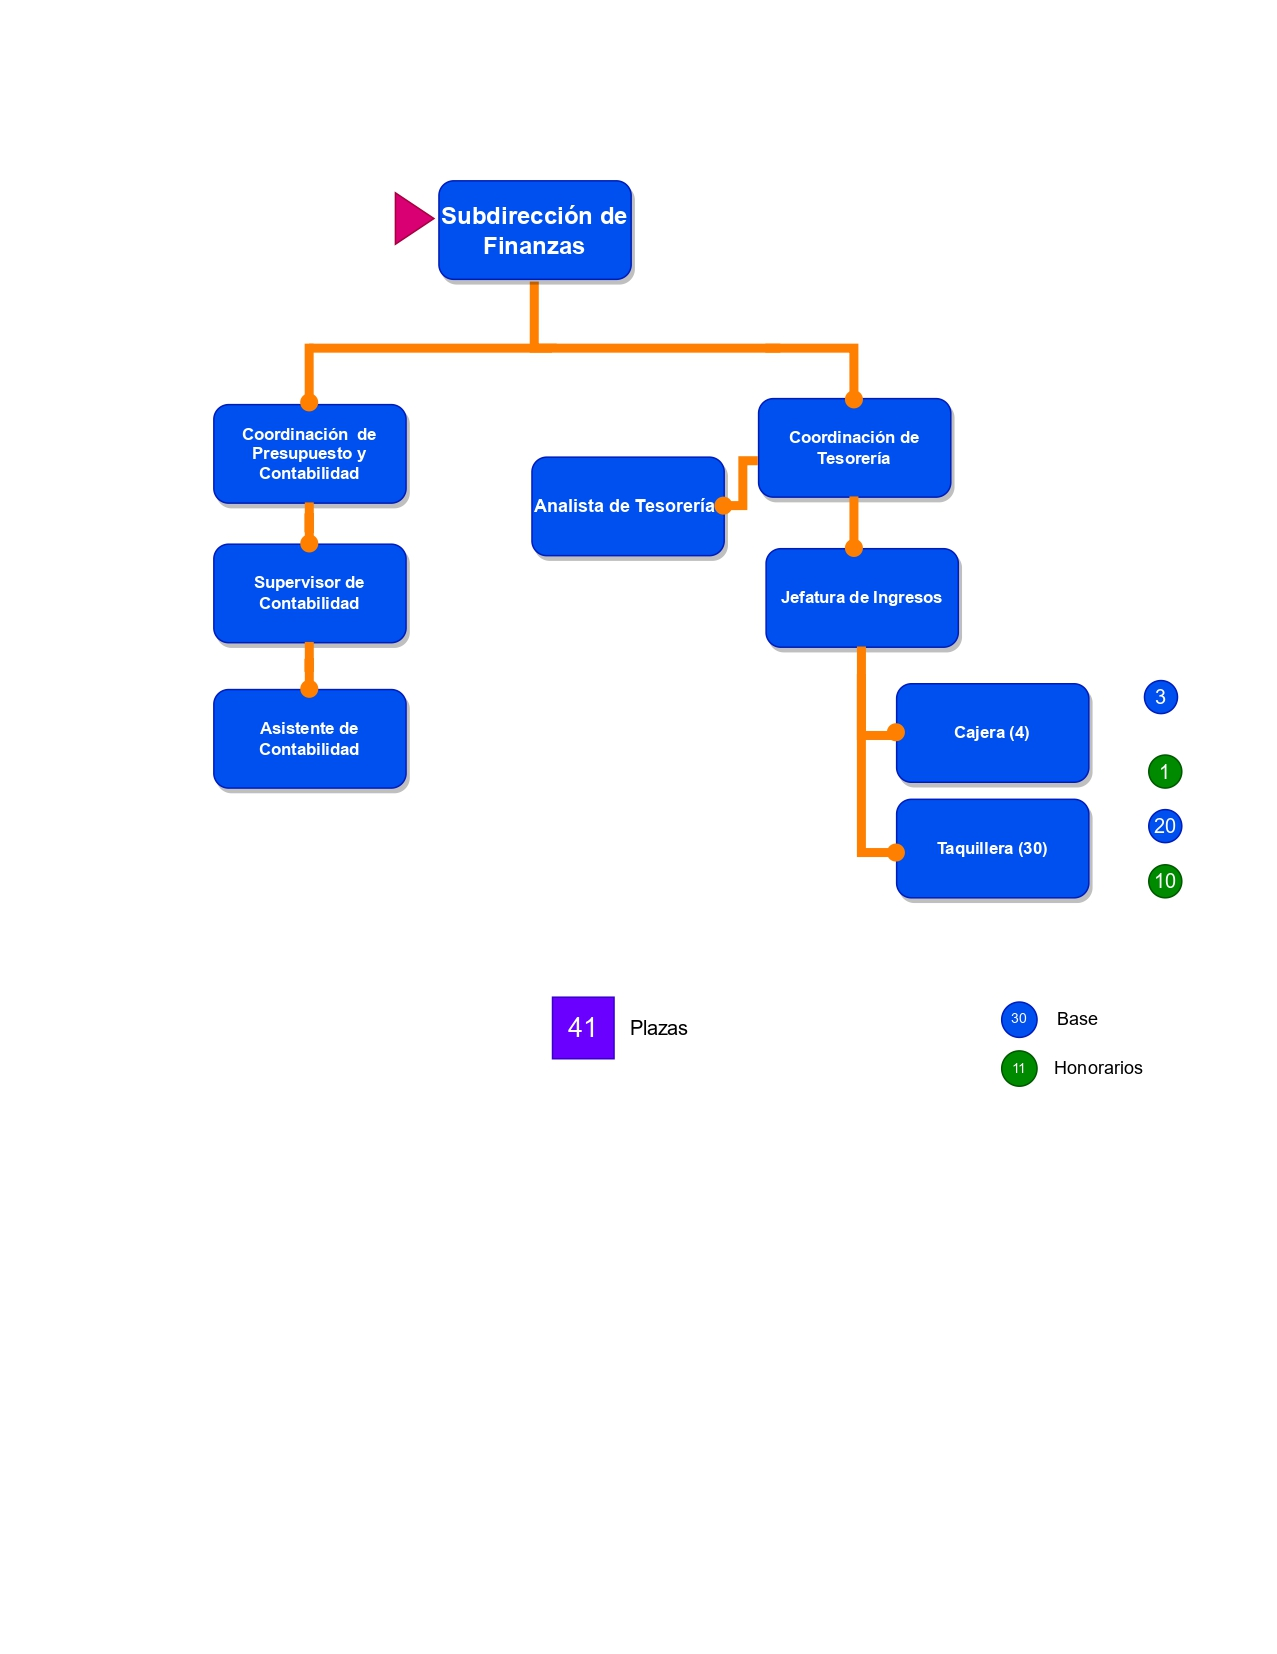 Subdirección de
Finanzas
Coordinación  de
Presupuesto y
Contabilidad
Coordinación de
Tesorería
Analista de Tesorería
Supervisor de
Contabilidad
Jefatura de Ingresos
Asistente de
Contabilidad
Cajera (4)
3
1
Taquillera (30)
20
10
41
Plazas
30
Base
11
Honorarios